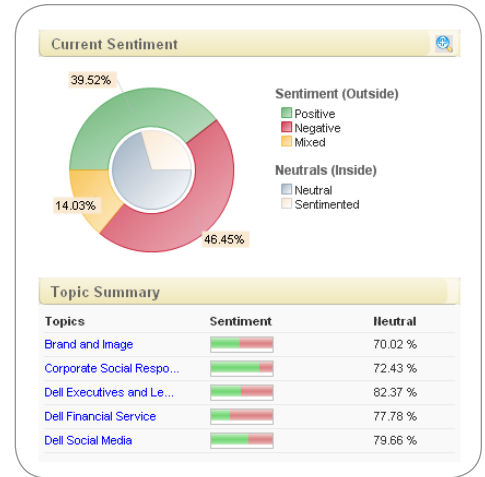 Current Sentiment
39.52%
Sentiment (Outside)
Positive
Negative
Mixed
Neutrals (Inside)
Neutral
Sentimented
14.03%
46.45%
Topic Summary
Topics Sentiment Neutral
Brand and Image 70.02 %
Corporate Social Respo... 72.43 %
Dell Executives and Le... 82.37 %
Dell Financial Service 77.78 %
Dell Social Media 79.66 %